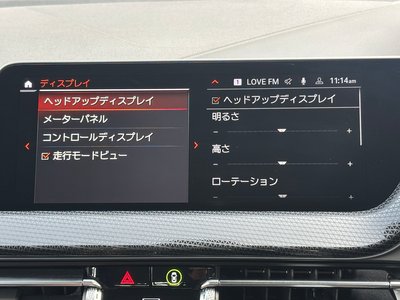 ディスプレイ
1 LOVE FM 11:14am
ヘッドアップディスプレイ
メーターパネル
コントロールディスプレイ
走行モードビュー
ヘッドアップディスプレイ
明るさ
- +
高さ
- +
ローテーション
- +